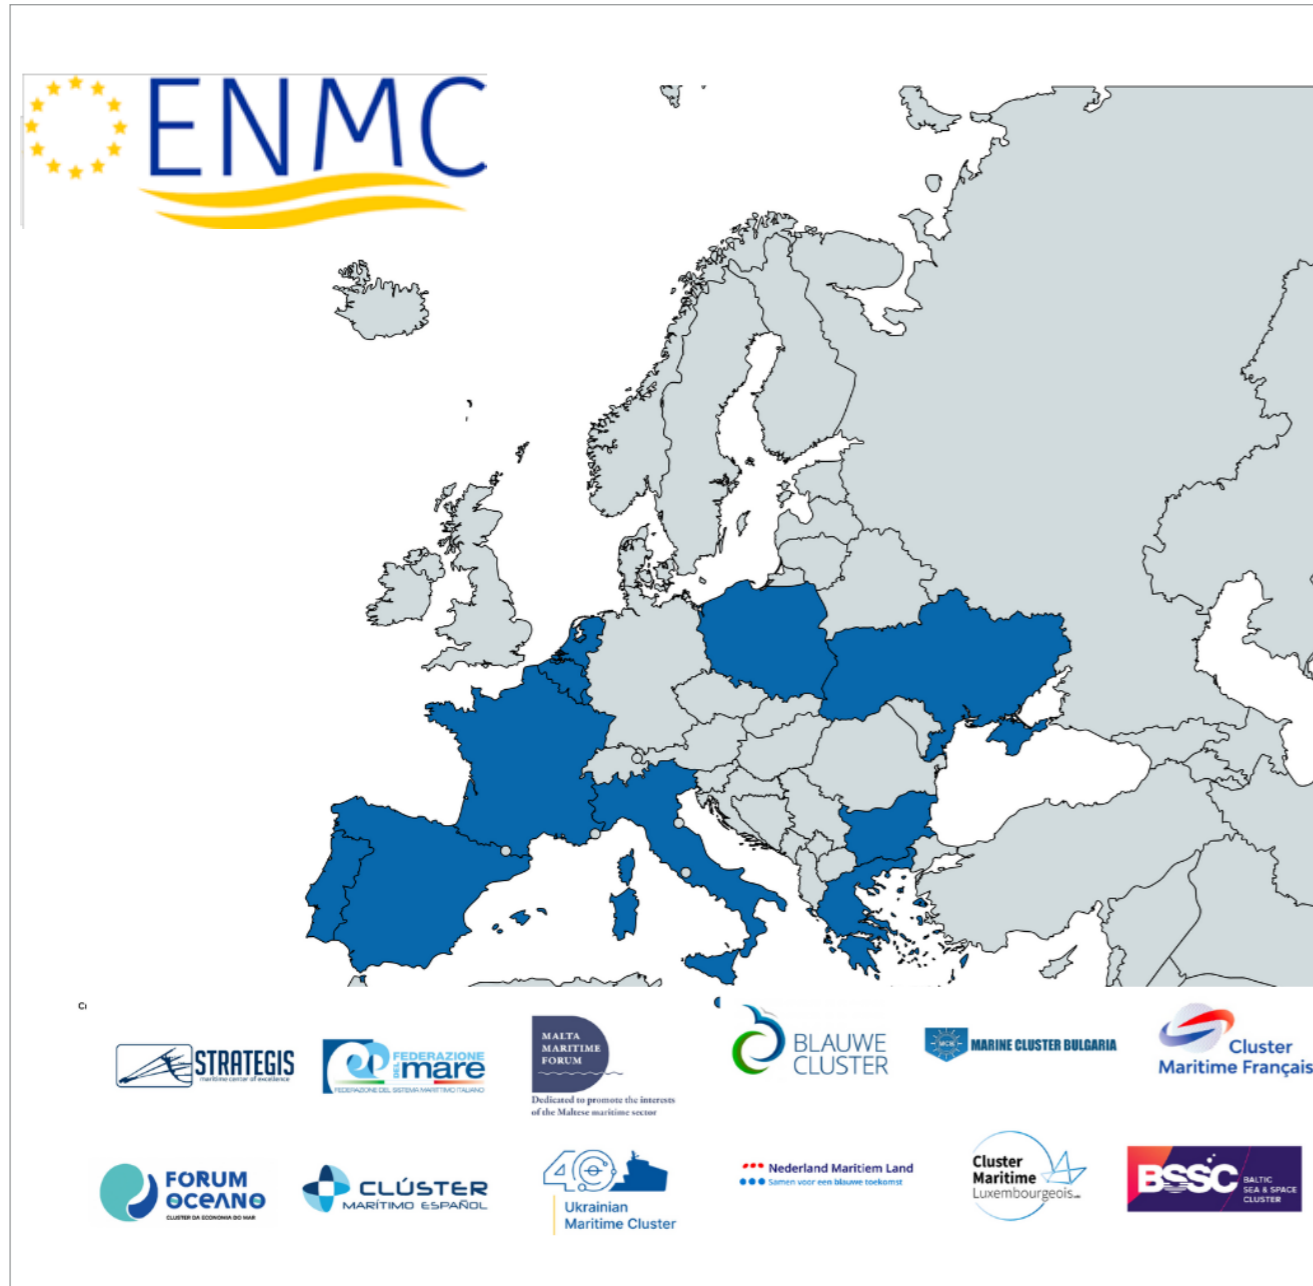 ENMC
Cr
STRATEGIS
maritime center of excellence
FEDERAZIONE
DEL mare
FEDERAZIONE DEL SISTEMA MARITTIMO ITALIANO
MALTA
MARITIME
FORUM
Dedicated to promote the interests
of the Maltese maritime sector
BLAUWE
CLUSTER
MARINE CLUSTER BULGARIA
Cluster
Maritime Français
FORUM
OCEANO
CLUSTER DA ECONOMIA DO MAR
CLÚSTER
MARÍTIMO ESPAÑOL
Ukrainian
Maritime Cluster
Nederland Maritiem Land
Samen voor een blauwe toekomst
Cluster
Maritime
Luxembourgeois
BSSC
BALTIC
SEA & SPACE
CLUSTER